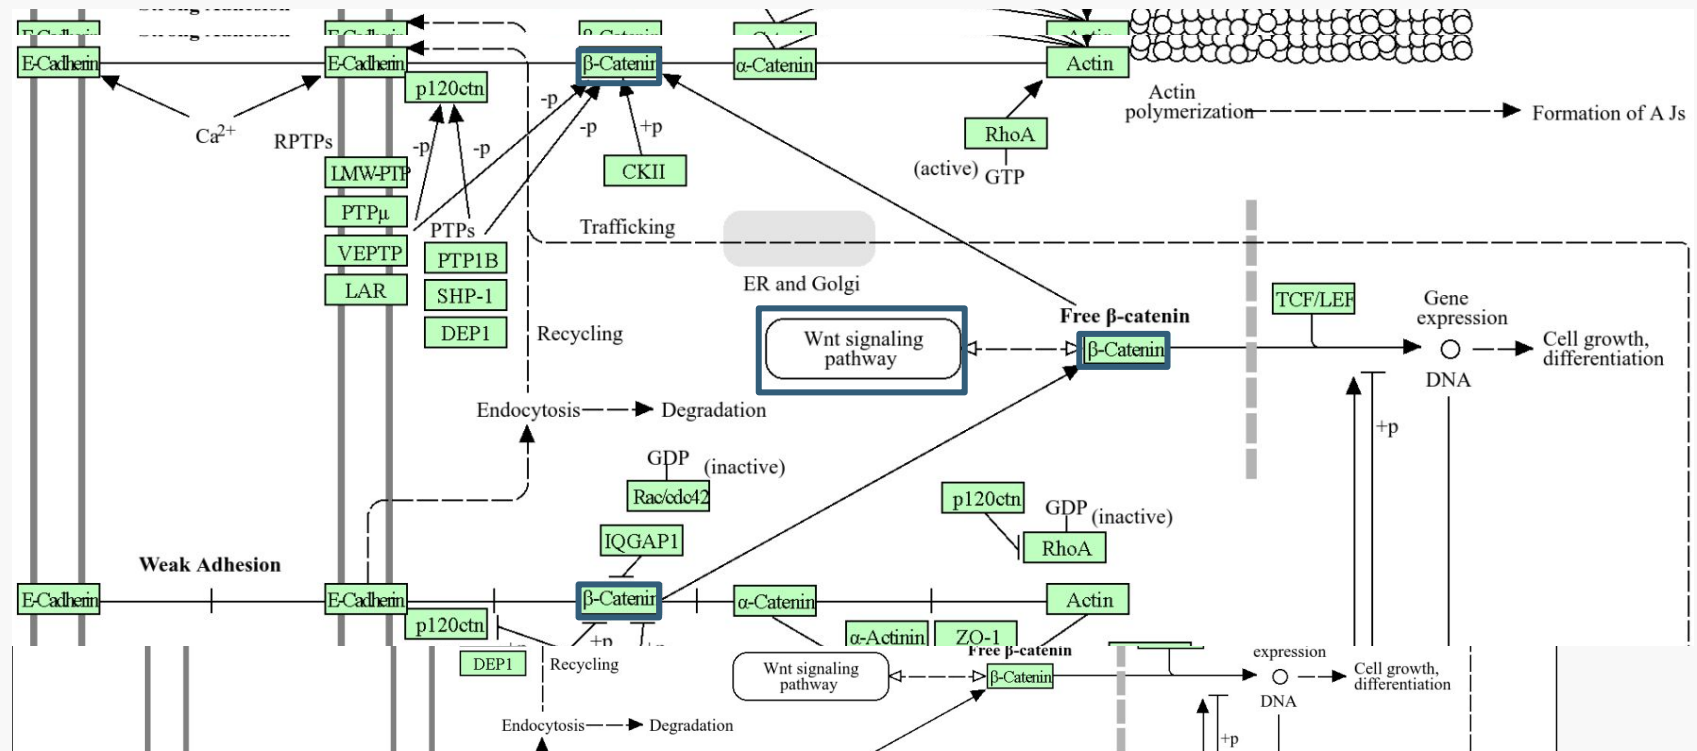 E-Cadherin
E-Cadherin
β-Catenin
α-Catenin
Actin
p120ctn
-p
Actin
polymerization
Formation of A Js
Ca2+
RPTPs
-p
-p
-p
+p
RhoA
LMW-PTP
CKII
(active)
GTP
PTPμ
PTPs
Trafficking
VEPTP
PTP1B
LAR
SHP-1
ER and Golgi
DEP1
Recycling
Free β-catenin
TCF/LEF
Gene
expression
Wnt signaling
pathway
β-Catenin
Cell growth,
differentiation
DNA
Endocytosis
Degradation
+p
GDP
(inactive)
Rac/cdc42
p120ctn
GDP
(inactive)
IQGAP1
RhoA
Weak Adhesion
E-Cadherin
E-Cadherin
β-Catenin
α-Catenin
Actin
p120ctn
α-Actinin
ZO-1
+p
DEP1
Recycling
Wnt signaling
pathway
Free β-catenin
β-Catenin
expression
Cell growth,
differentiation
DNA
Endocytosis
Degradation
+p